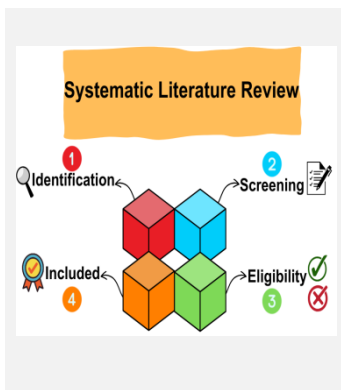 Systematic Literature Review
1
Identification
2
Screening
Included
4
Eligibility
3